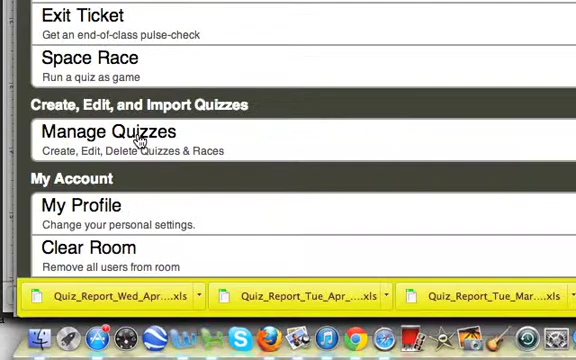 Exit Ticket
Get an end-of-class pulse-check
Space Race
Run a quiz as game
Create, Edit, and Import Quizzes
Manage Quizzes
Create, Edit, Delete Quizzes & Races
My Account
My Profile
Change your personal settings.
Clear Room
Remove all users from room
Quiz_Report_Wed_Apr....xls Quiz_Report_Tue_Apr_....xls Quiz_Report_Tue_Mar....xls